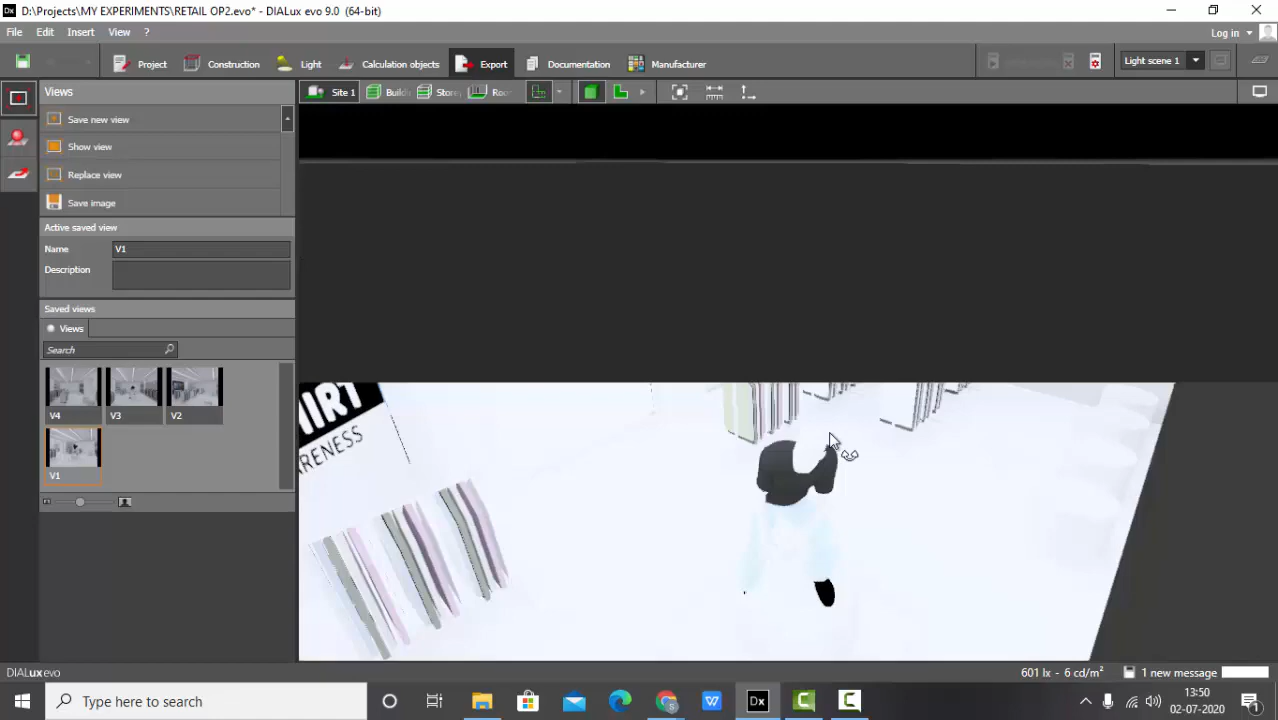 D:\Projects\MY EXPERIMENTS\RETAIL OP2.evo* - DIALux evo 9.0 (64-bit)
File Edit Insert View ?
Log in
Project Construction Light Calculation objects Export Documentation Manufacturer
Light scene 1
Views
Site 1
Save new view
Show view
Replace view
Save image
Active saved view
Name V1
Description
Saved views
Views
Search
V4 V3 V2
V1
DIALux evo
601 lx - 6 cd/m²
1 new message
Type here to search
13:50
02-07-2020